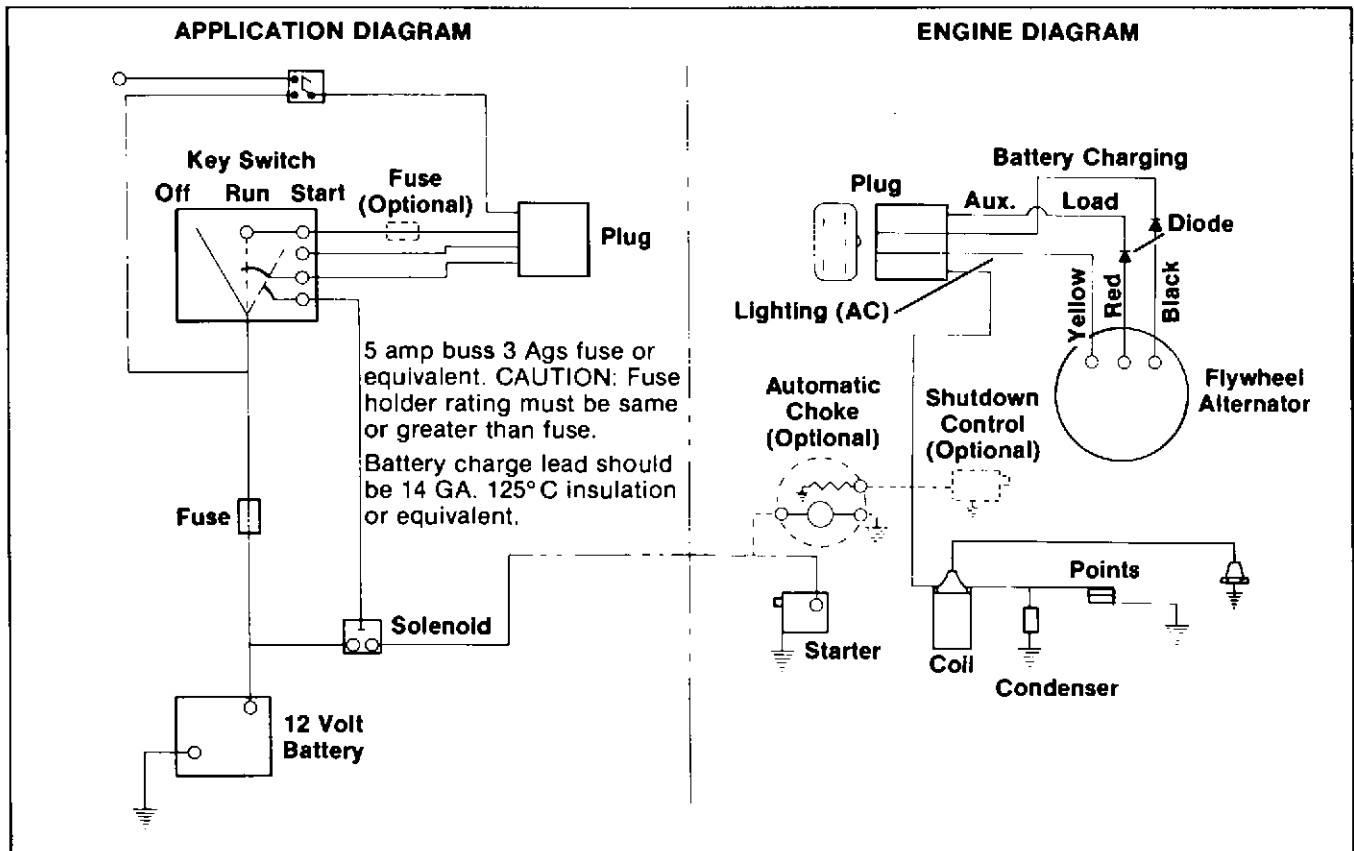 APPLICATION DIAGRAM
ENGINE DIAGRAM
Key Switch
Off Run Start
Fuse
(Optional)
Plug
5 amp buss 3 Ags fuse or
equivalent. CAUTION: Fuse
holder rating must be same
or greater than fuse.
Battery charge lead should
be 14 GA. 125°C insulation
or equivalent.
Fuse
Solenoid
12 Volt
Battery
Battery Charging
Plug
Aux. Load
Diode
Lighting (AC)
Yellow
Red
Black
Flywheel
Alternator
Automatic
Choke
(Optional)
Shutdown
Control
(Optional)
Points
Starter
Coil
Condenser